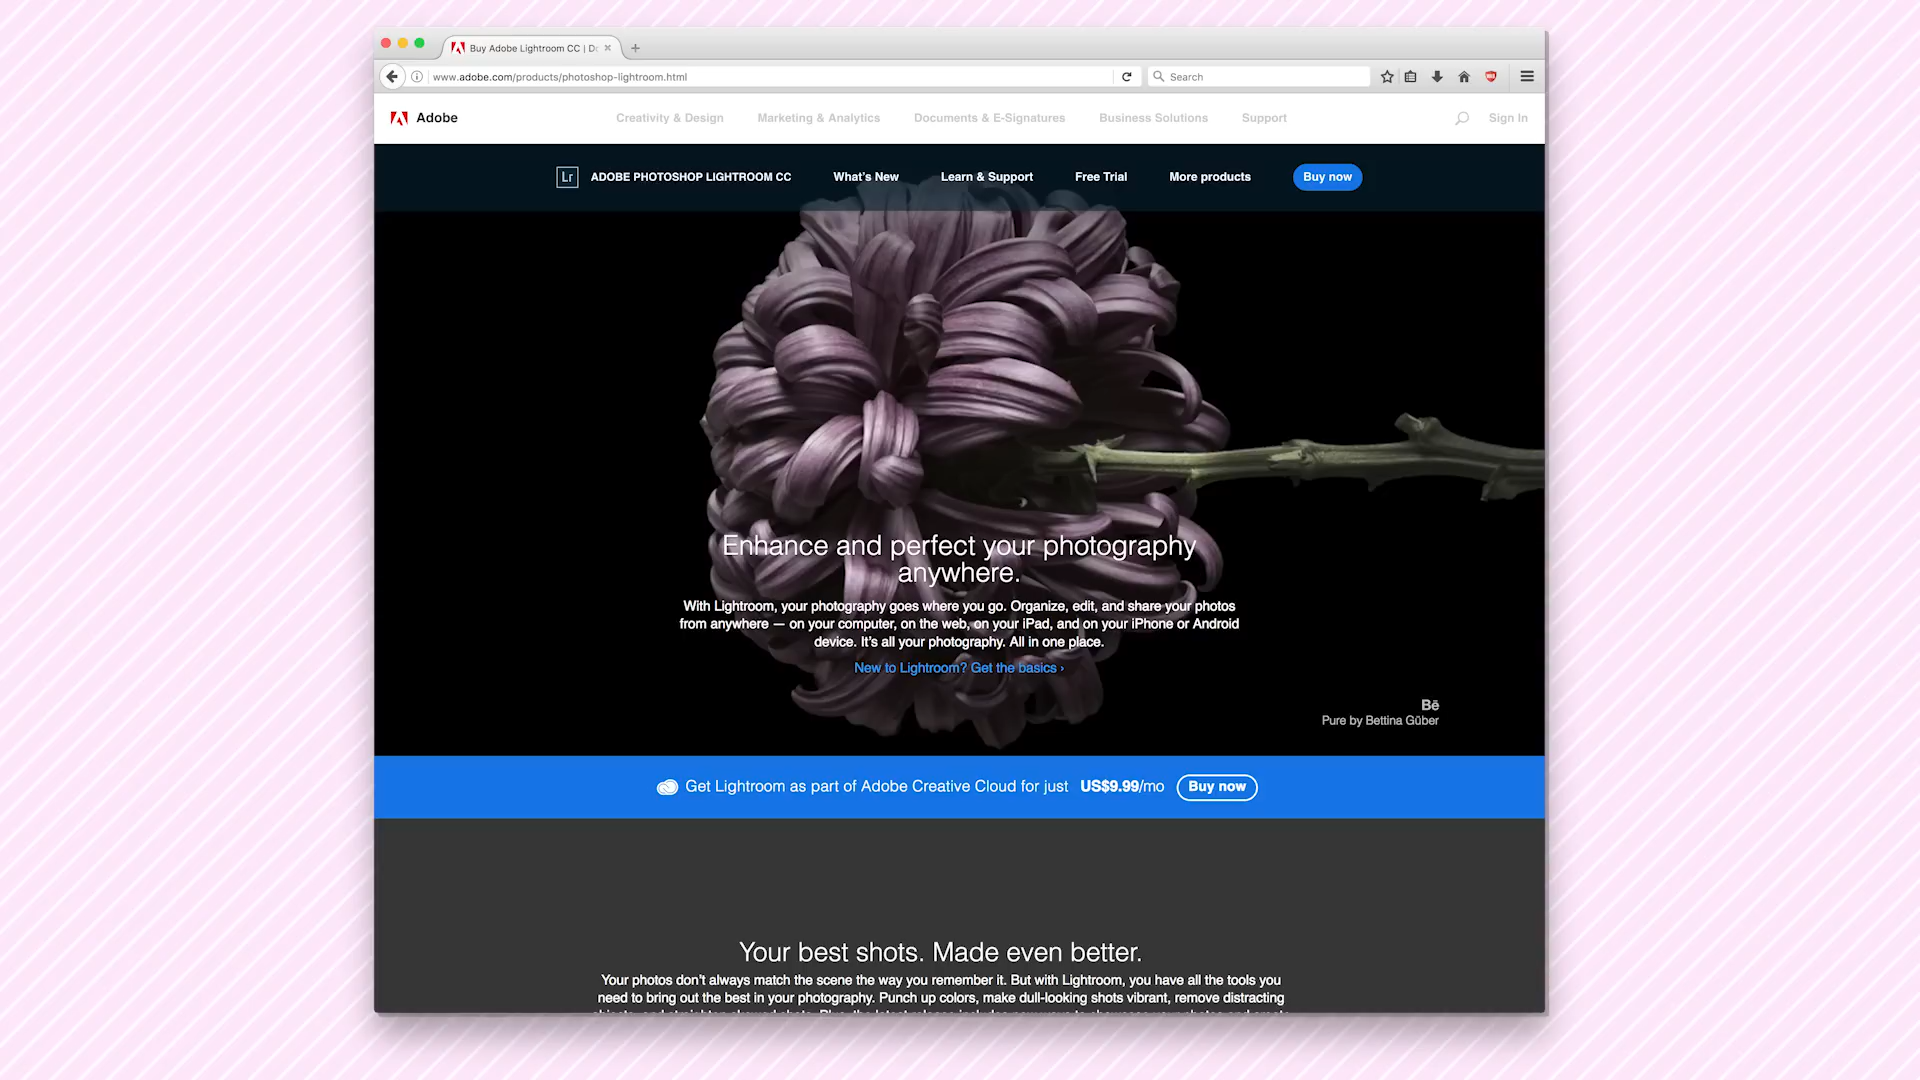 Buy Adobe Lightroom CC | Do
www.adobe.com/products/photoshop-lightroom.html
Search
Adobe
Creativity & Design
Marketing & Analytics
Documents & E-Signatures
Business Solutions
Support
Sign In
Lr
ADOBE PHOTOSHOP LIGHTROOM CC
What's New
Learn & Support
Free Trial
More products
Buy now
Enhance and perfect your photography
anywhere.
With Lightroom, your photography goes where you go. Organize, edit, and share your photos
from anywhere — on your computer, on the web, on your iPad, and on your iPhone or Android
device. It's all your photography. All in one place.
New to Lightroom? Get the basics ›
Bē
Pure by Bettina Güber
Get Lightroom as part of Adobe Creative Cloud for just US$9.99/mo
Buy now
Your best shots. Made even better.
Your photos don't always match the scene the way you remember it. But with Lightroom, you have all the tools you
need to bring out the best in your photography. Punch up colors, make dull-looking shots vibrant, remove distracting